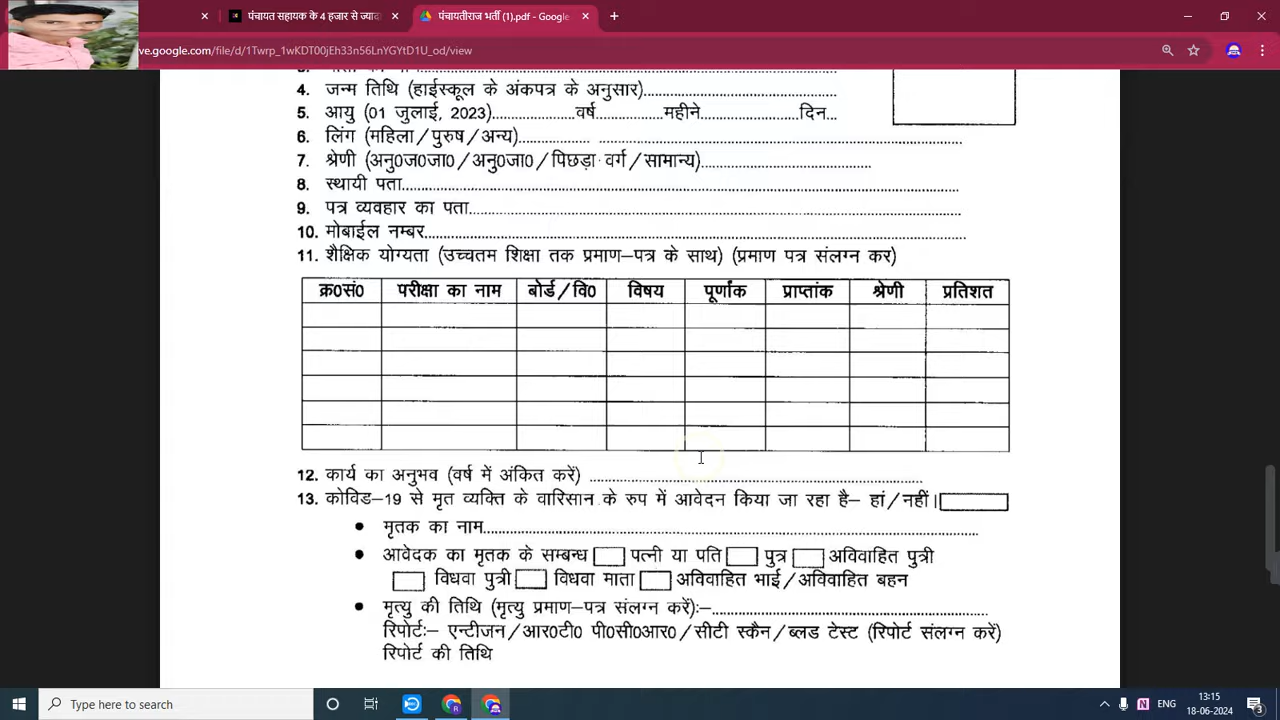 पंचायत सहायक के 4 हजार से ज्याद
पंचायतीराज भर्ती (1).pdf - Google
ve.google.com/file/d/1Twrp_1wKDT00jEh33n56LnYGYtD1U_od/view
4. जन्म तिथि (हाईस्कूल के अंकपत्र के अनुसार)
5. आयु (01 जुलाई, 2023)....................वर्ष....................महीने....................दिन...
6. लिंग (महिला/पुरुष/अन्य)
7. श्रेणी (अनु0ज0जा0/अनु0जा0/पिछड़ा वर्ग/सामान्य)
8. स्थायी पता
9. पत्र व्यवहार का पता
10. मोबाईल नम्बर
11. शैक्षिक योग्यता (उच्चतम शिक्षा तक प्रमाण-पत्र के साथ) (प्रमाण पत्र संलग्न कर)
क्र0सं0 परीक्षा का नाम बोर्ड/वि0 विषय पूर्णांक प्राप्तांक श्रेणी प्रतिशत
12. कार्य का अनुभव (वर्ष में अंकित करें)
13. कोविड-19 से मृत व्यक्ति के वारिसान के रुप में आवेदन किया जा रहा है- हां/नहीं।
• मृतक का नाम
• आवेदक का मृतक के सम्बन्ध पत्नी या पति पुत्र अविवाहित पुत्री
विधवा पुत्री विधवा माता अविवाहित भाई/अविवाहित बहन
• मृत्यु की तिथि (मृत्यु प्रमाण-पत्र संलग्न करें):-
रिपोर्ट:- एन्टीजन/आर0टी0 पी0सी0आर0/सीटी स्कैन/ब्लड टेस्ट (रिपोर्ट संलग्न करें)
रिपोर्ट की तिथि
Type here to search
ENG
13:15
18-06-2024
3